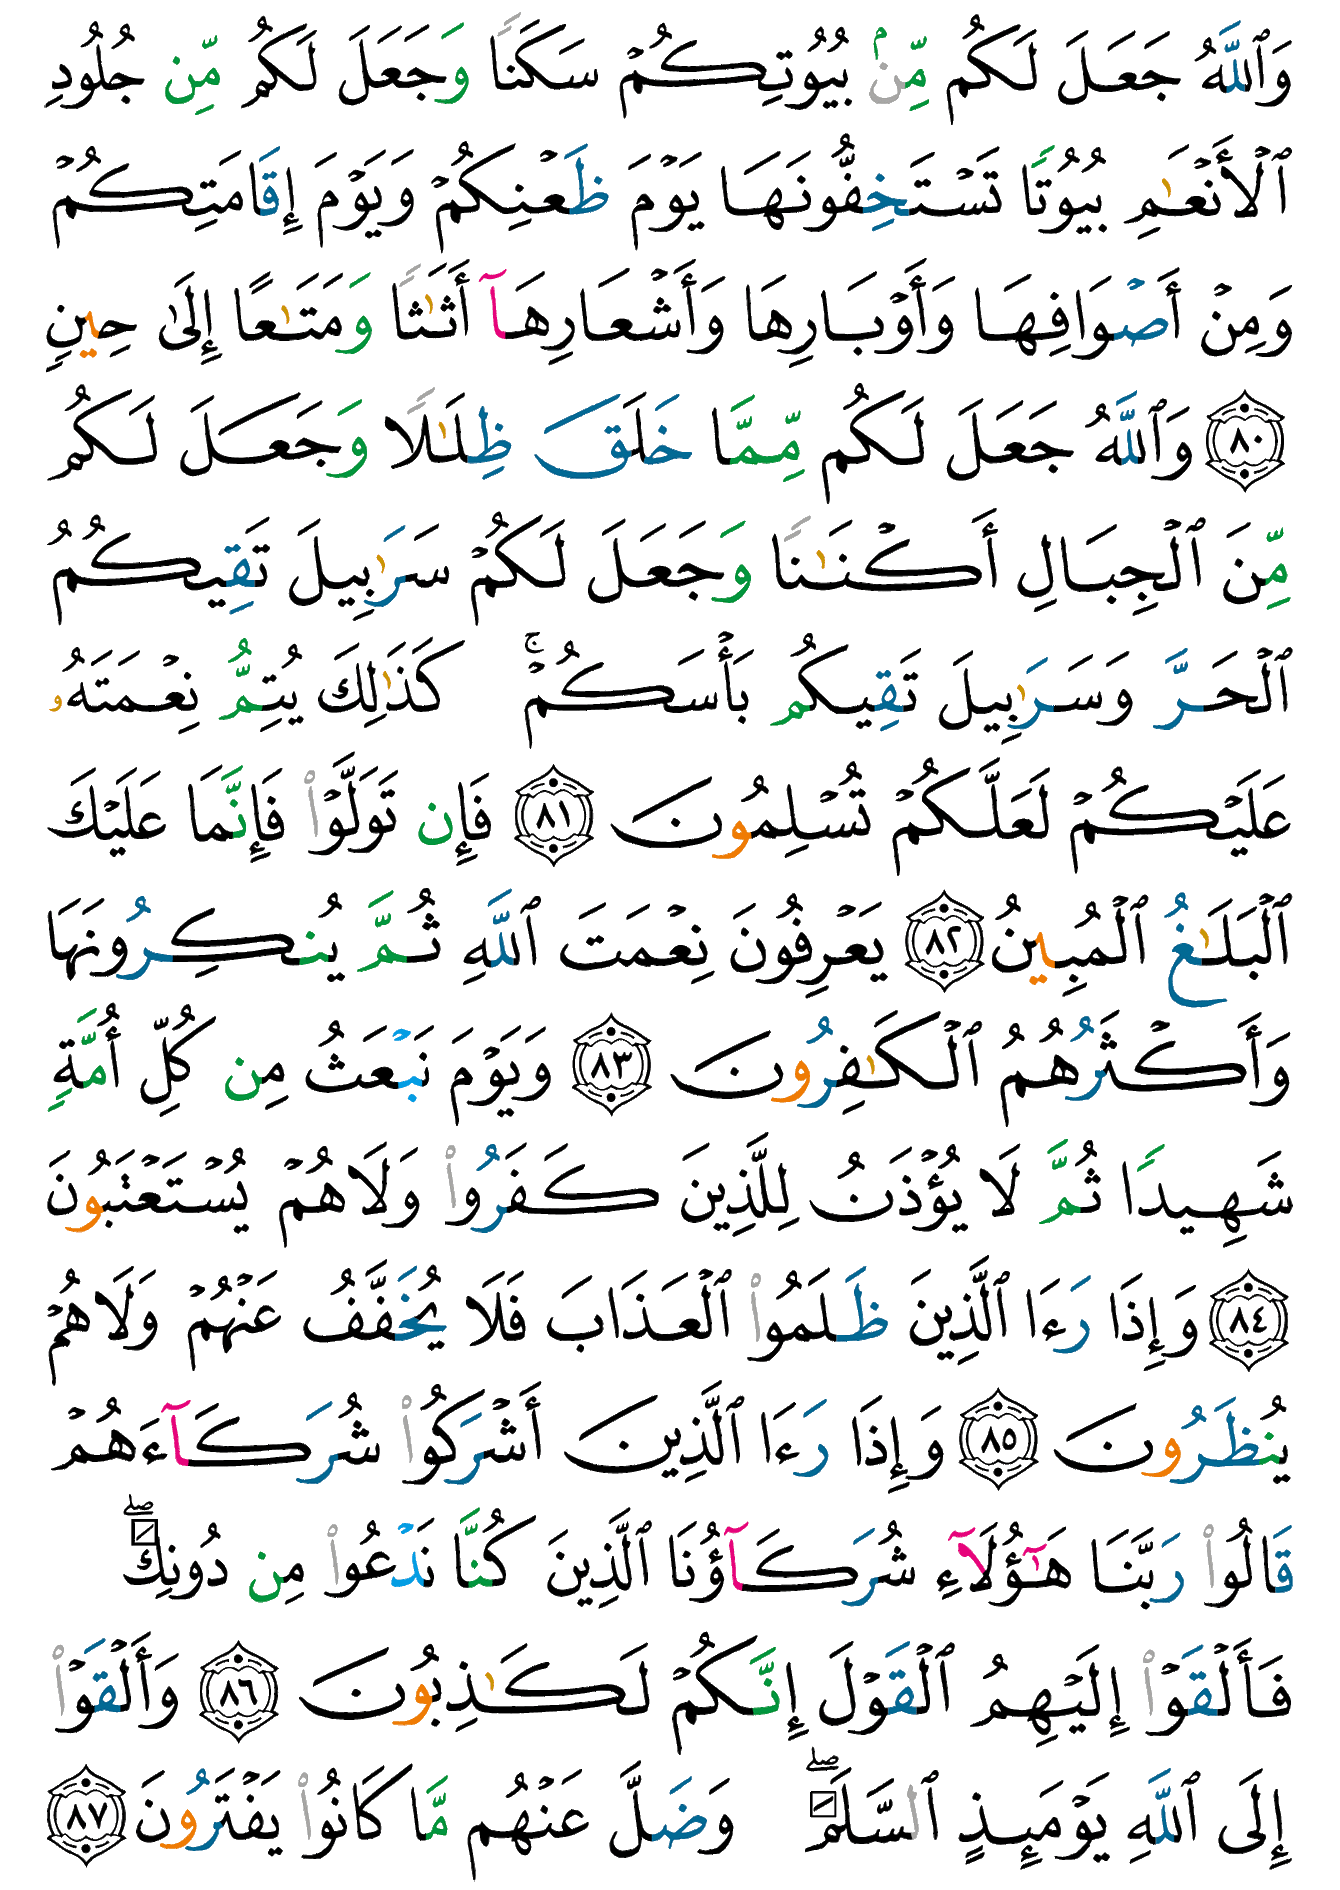 وَٱللَّهُ جَعَلَ لَكُم مِّنۢ بُيُوتِكُمْ سَكَنًا وَجَعَلَ لَكُم مِّن جُلُودِ
ٱلْأَنْعَـٰمِ بُيُوتًا تَسْتَخِفُّونَهَا يَوْمَ ظَعْنِكُمْ وَيَوْمَ إِقَامَتِكُمْ
وَمِنْ أَصْوَافِهَا وَأَوْبَارِهَا وَأَشْعَارِهَآ أَثَـٰثًا وَمَتَـٰعًا إِلَىٰ حِينٍ
٨٠ وَٱللَّهُ جَعَلَ لَكُم مِّمَّا خَلَقَ ظِلَـٰلًا وَجَعَلَ لَكُم
مِّنَ ٱلْجِبَالِ أَكْنَـٰنًا وَجَعَلَ لَكُمْ سَرَٰبِيلَ تَقِيكُمُ
ٱلْحَرَّ وَسَرَٰبِيلَ تَقِيكُم بَأْسَكُمْ ۚ كَذَٰلِكَ يُتِمُّ نِعْمَتَهُۥ
عَلَيْكُمْ لَعَلَّكُمْ تُسْلِمُونَ ٨١ فَإِن تَوَلَّوْا۟ فَإِنَّمَا عَلَيْكَ
ٱلْبَلَـٰغُ ٱلْمُبِينُ ٨٢ يَعْرِفُونَ نِعْمَتَ ٱللَّهِ ثُمَّ يُنكِرُونَهَا
وَأَكْثَرُهُمُ ٱلْكَـٰفِرُونَ ٨٣ وَيَوْمَ نَبْعَثُ مِن كُلِّ أُمَّةٍ
شَهِيدًا ثُمَّ لَا يُؤْذَنُ لِلَّذِينَ كَفَرُوا۟ وَلَا هُمْ يُسْتَعْتَبُونَ
٨٤ وَإِذَا رَءَا ٱلَّذِينَ ظَلَمُوا۟ ٱلْعَذَابَ فَلَا يُخَفَّفُ عَنْهُمْ وَلَا هُمْ
يُنظَرُونَ ٨٥ وَإِذَا رَءَا ٱلَّذِينَ أَشْرَكُوا۟ شُرَكَآءَهُمْ
قَالُوا۟ رَبَّنَا هَـٰٓؤُلَآءِ شُرَكَآؤُنَا ٱلَّذِينَ كُنَّا نَدْعُوا۟ مِن دُونِكَ ۖ
فَأَلْقَوْا۟ إِلَيْهِمُ ٱلْقَوْلَ إِنَّكُمْ لَكَـٰذِبُونَ ٨٦ وَأَلْقَوْا۟
إِلَى ٱللَّهِ يَوْمَئِذٍ ٱلسَّلَمَ ۖ وَضَلَّ عَنْهُم مَّا كَانُوا۟ يَفْتَرُونَ ٨٧